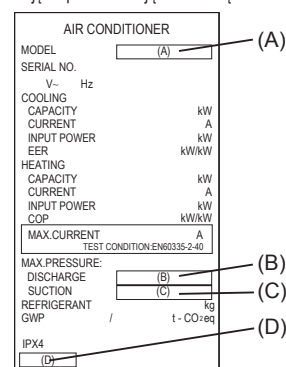 AIR CONDITIONER
MODEL (A)
(A)
SERIAL NO.
V~ Hz
COOLING
CAPACITY kW
CURRENT A
INPUT POWER kW
EER kW/kW
HEATING
CAPACITY kW
CURRENT A
INPUT POWER kW
COP kW/kW
MAX.CURRENT A
TEST CONDITION:EN60335-2-40
MAX.PRESSURE:
DISCHARGE (B)
(B)
SUCTION (C)
(C)
REFRIGERANT kg
GWP / t - CO2eq
(D)
IPX4
(D)